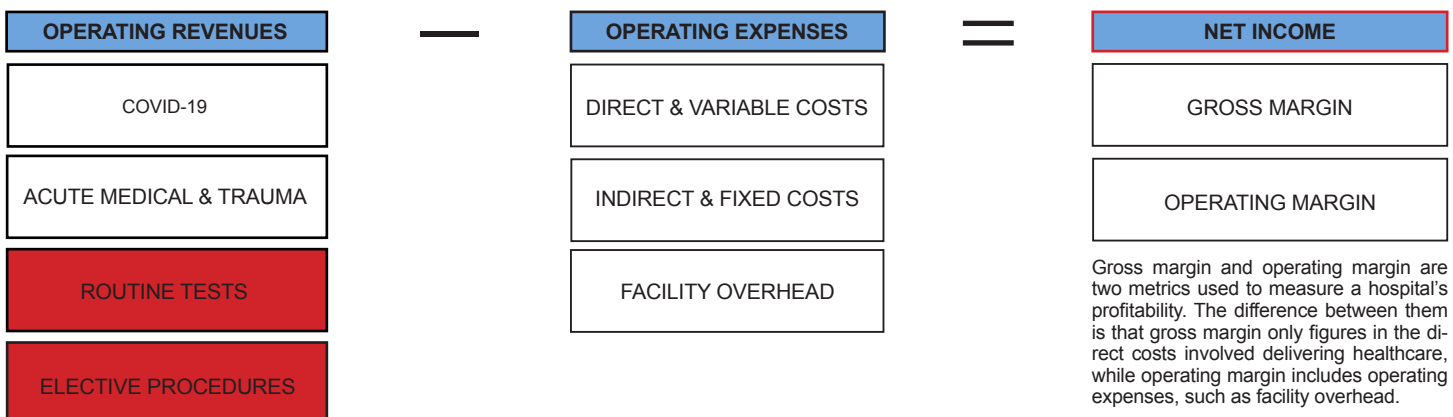 OPERATING REVENUES
—
OPERATING EXPENSES
=
NET INCOME
COVID-19
DIRECT & VARIABLE COSTS
GROSS MARGIN
ACUTE MEDICAL & TRAUMA
INDIRECT & FIXED COSTS
OPERATING MARGIN
ROUTINE TESTS
FACILITY OVERHEAD
ELECTIVE PROCEDURES
Gross margin and operating margin are
two metrics used to measure a hospital’s
profitability. The difference between them
is that gross margin only figures in the di-
rect costs involved delivering healthcare,
while operating margin includes operating
expenses, such as facility overhead.